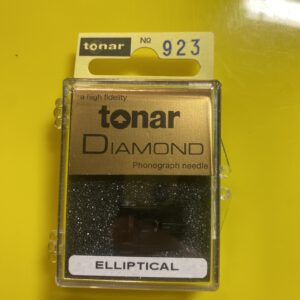 tonar No 923
a high fidelity
tonar
DIAMOND
Phonograph needle
ELLIPTICAL